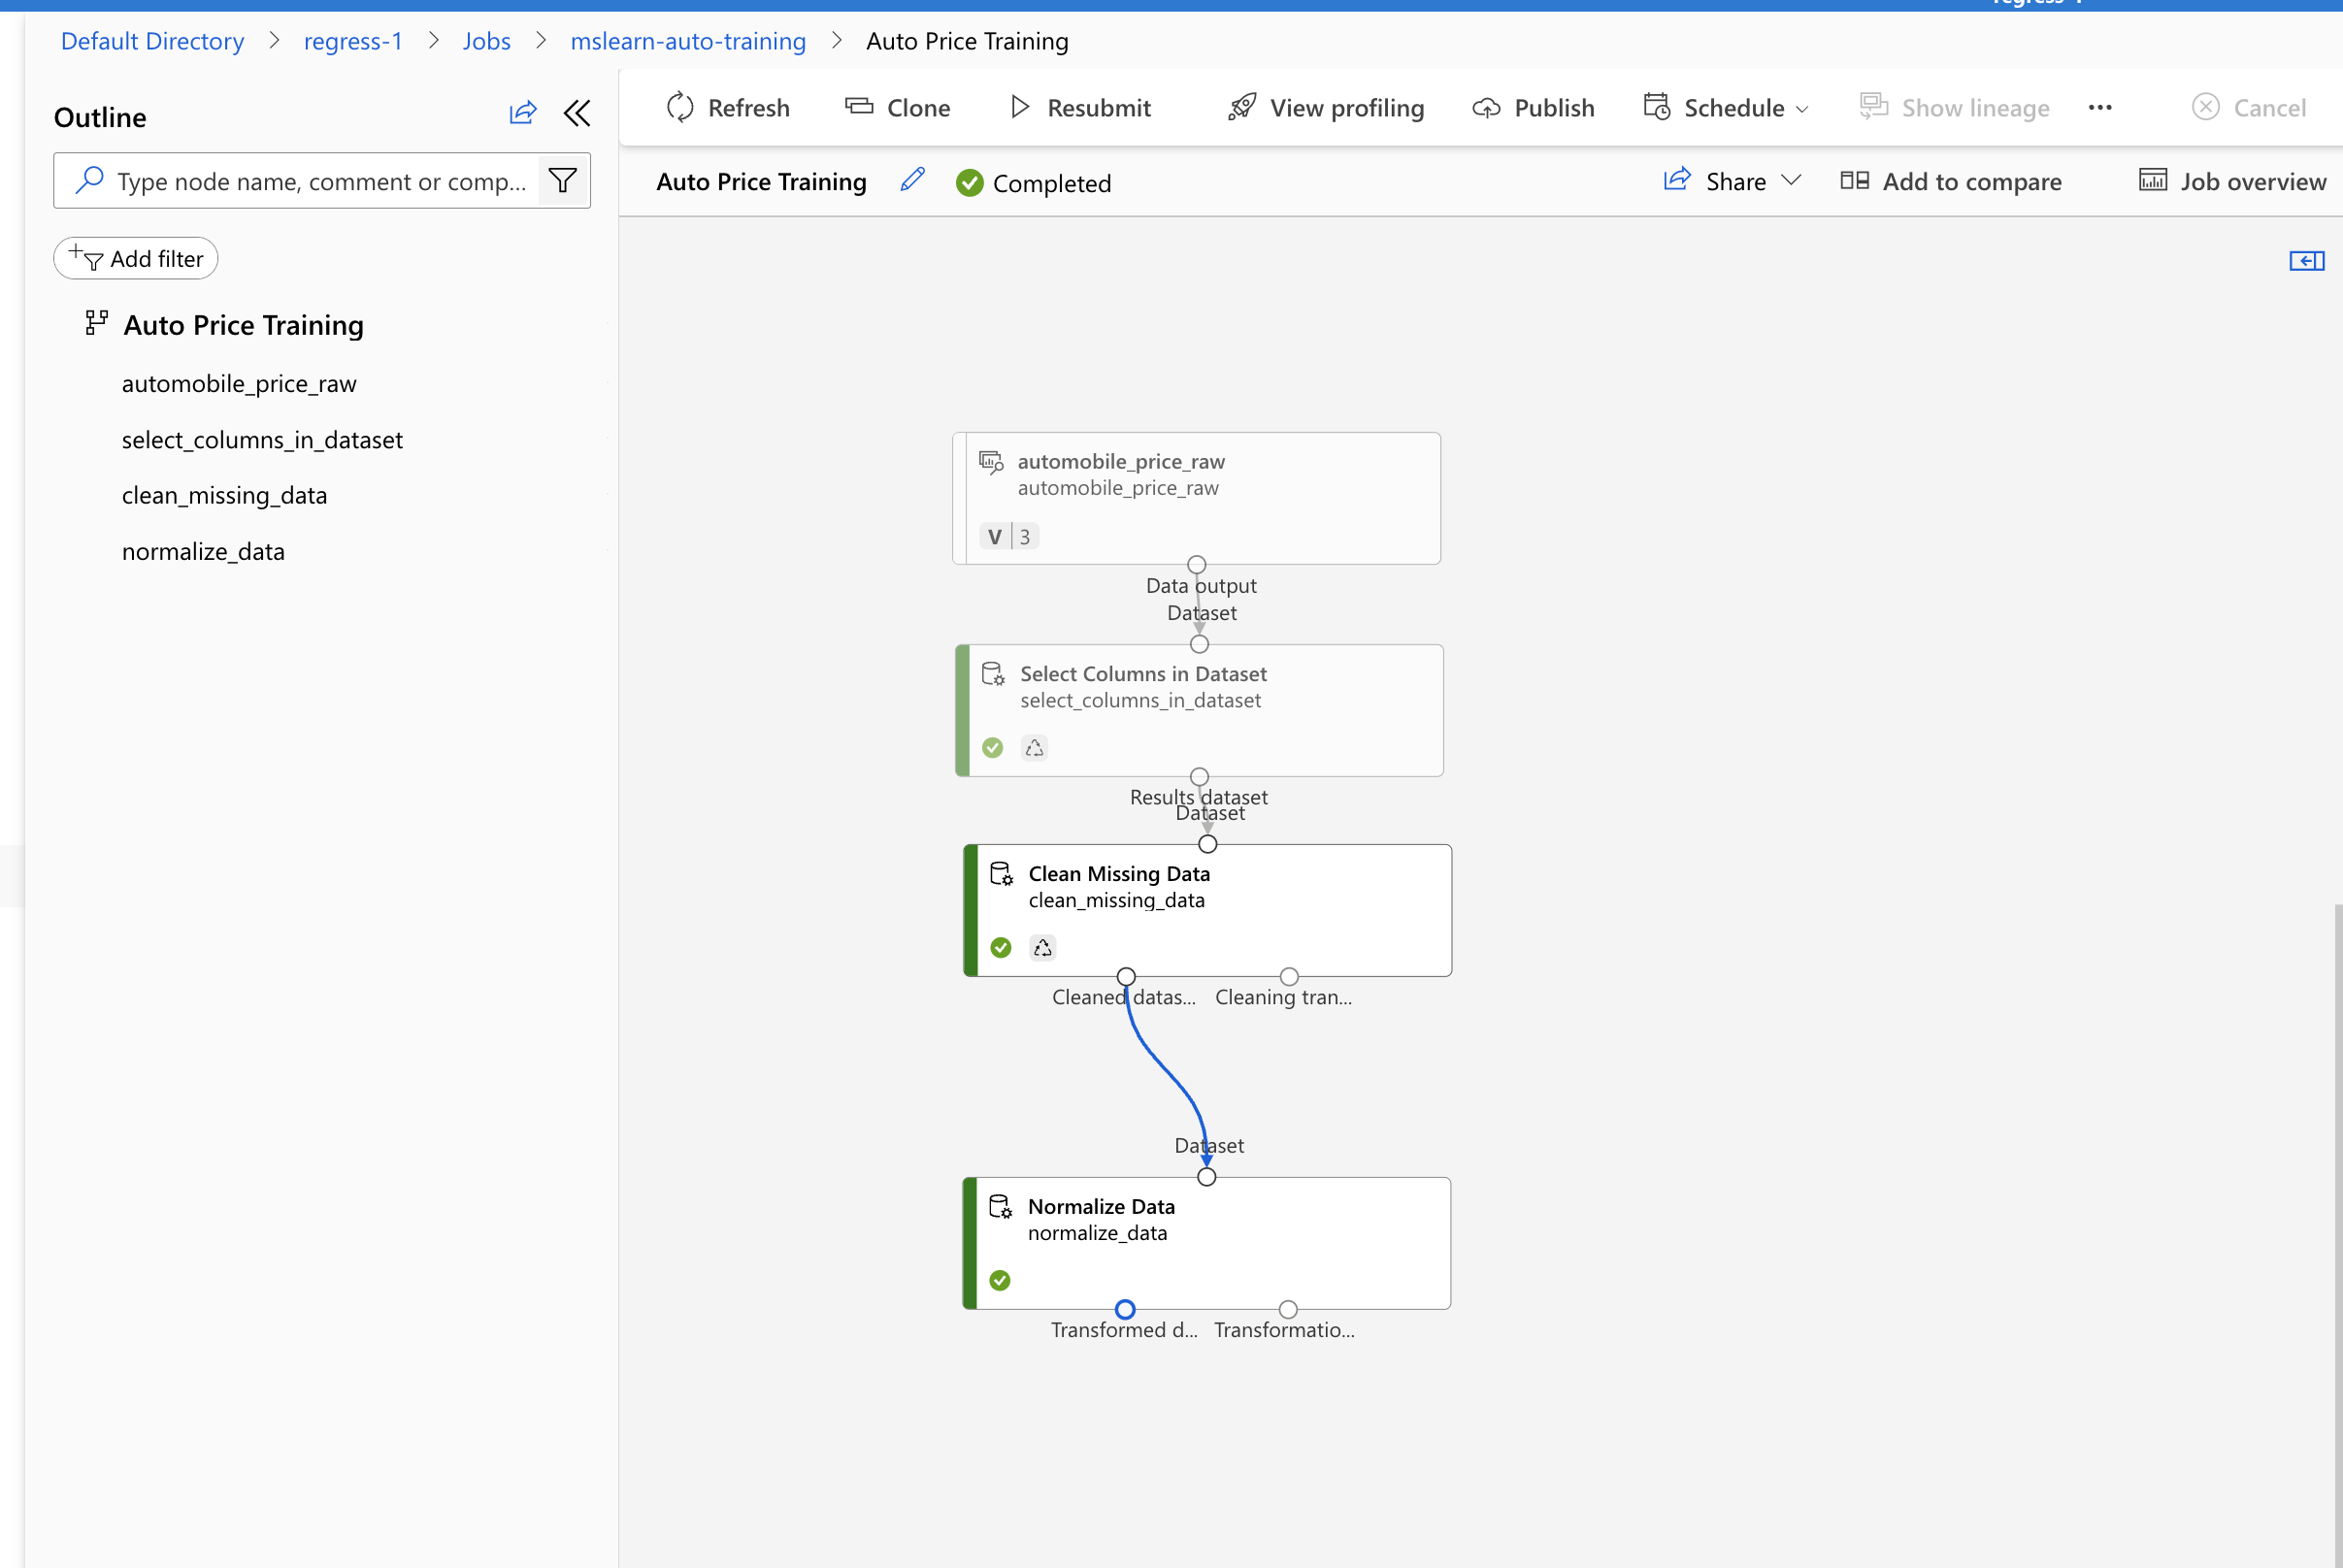 Default Directory > regress-1 > Jobs > mslearn-auto-training > Auto Price Training
Outline
Type node name, comment or comp...
Add filter
Auto Price Training
automobile_price_raw
select_columns_in_dataset
clean_missing_data
normalize_data
Refresh Clone Resubmit View profiling Publish Schedule Show lineage ... Cancel
Auto Price Training Completed Share Add to compare Job overview
automobile_price_raw
automobile_price_raw
V 3
Data output
Dataset
Select Columns in Dataset
select_columns_in_dataset
Results dataset
Dataset
Clean Missing Data
clean_missing_data
Cleaned datas... Cleaning tran...
Dataset
Normalize Data
normalize_data
Transformed d... Transformatio...